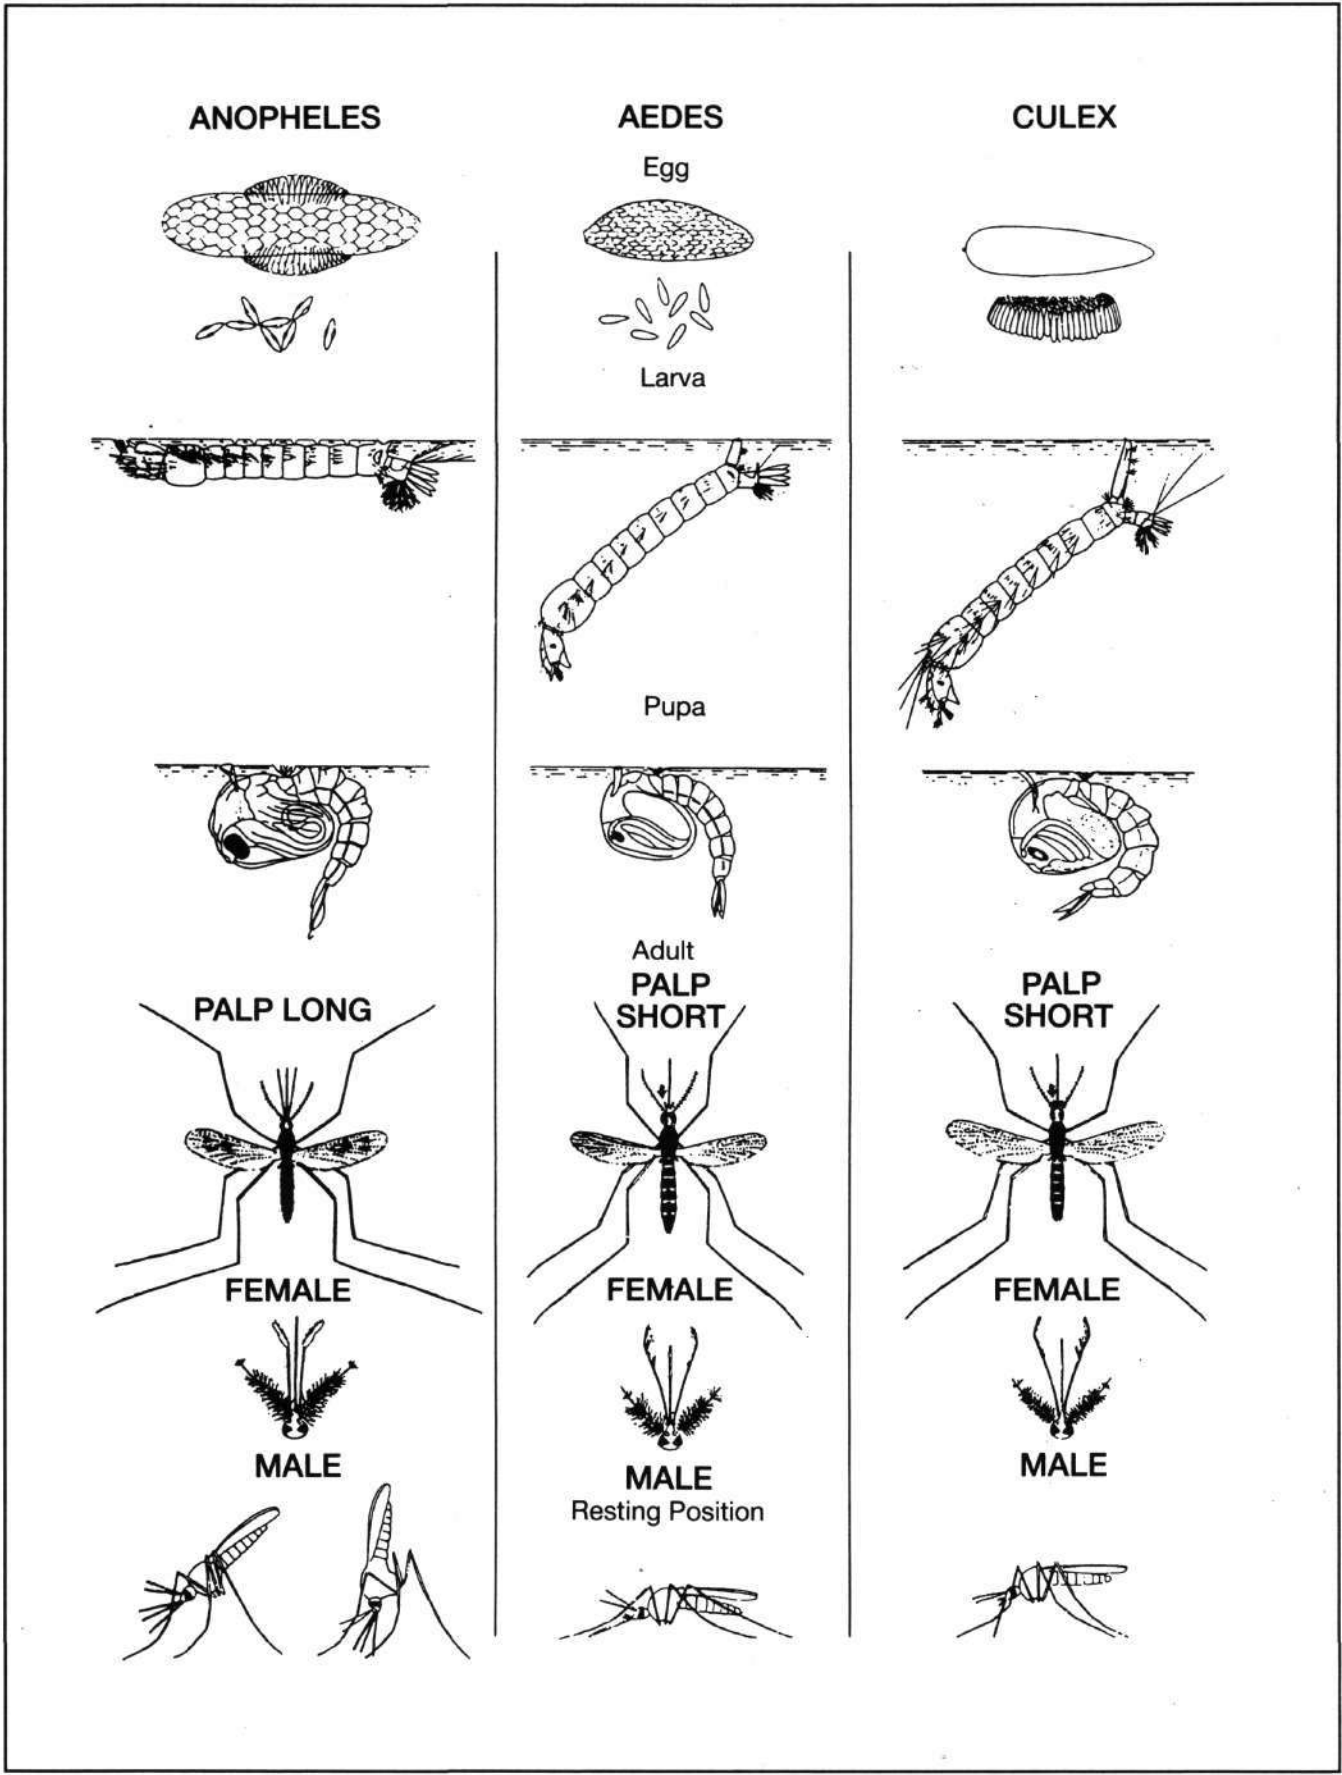 ANOPHELES
AEDES
CULEX
Egg
Larva
Pupa
Adult
PALP LONG
PALP
SHORT
PALP
SHORT
FEMALE
FEMALE
FEMALE
MALE
MALE
MALE
Resting Position